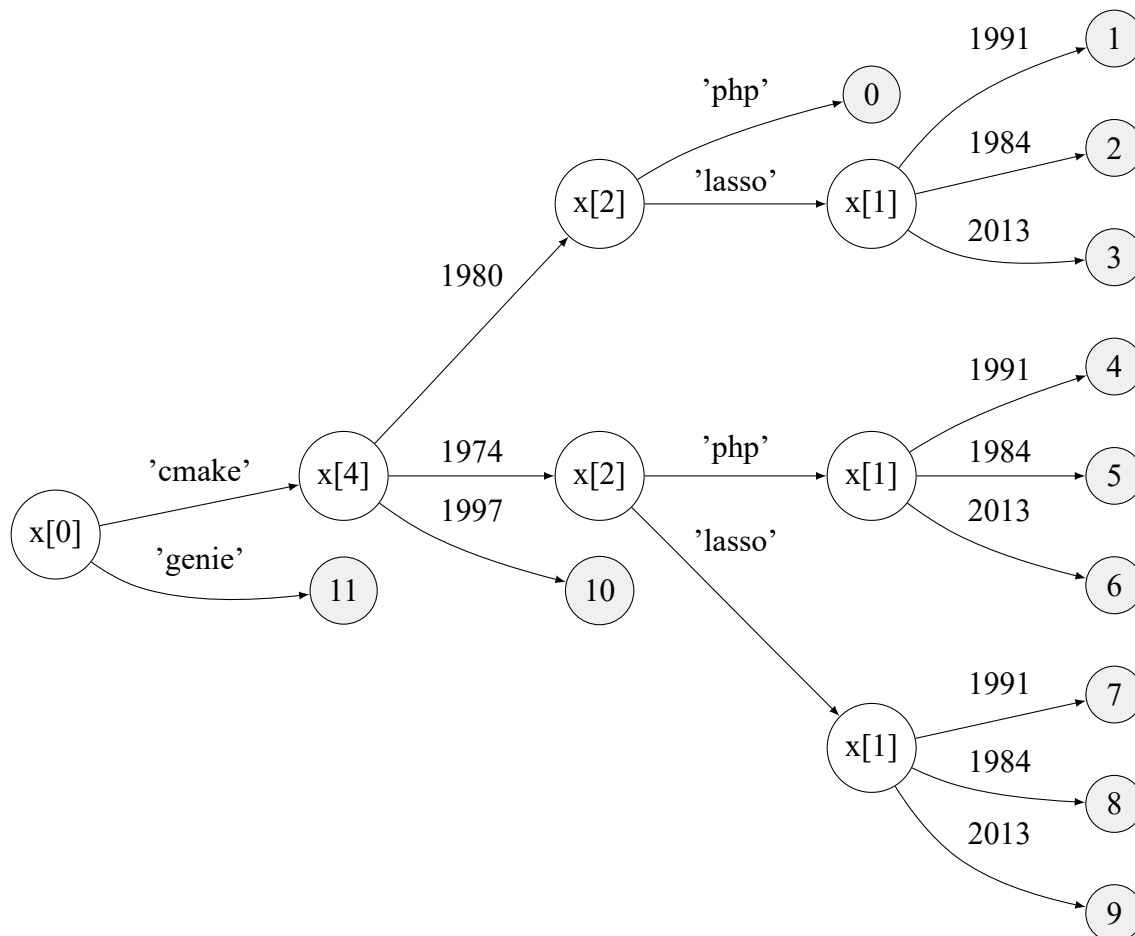 1991
1
'php'
0
1984
2
x[2]
'lasso'
x[1]
2013
3
1980
1991
4
'cmake'
x[4]
1974
x[2]
'php'
x[1]
1984
5
x[0]
1997
2013
'genie'
'lasso'
11
10
6
1991
7
x[1]
1984
8
2013
9